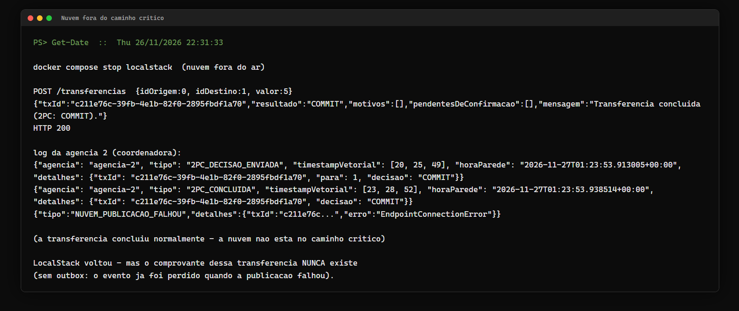 Nuvem fora do caminho critico
PS> Get-Date  ::  Thu 26/11/2026 22:31:33
docker compose stop localstack  (nuvem fora do ar)
POST /transferencias  {idOrigem:0, idDestino:1, valor:5}
{"txId":"c211e76c-39fb-4e1b-82f0-2895fbdf1a70","resultado":"COMMIT","motivos":[],"pendentesDeConfirmacao":[],"mensagem":"Transferencia concluida
(2PC: COMMIT)."}
HTTP 200
log da agencia 2 (coordenadora):
{"agencia": "agencia-2", "tipo": "2PC_DECISAO_ENVIADA", "timestampVetorial": [20, 25, 49], "horaParede": "2026-11-27T01:23:53.913005+00:00",
"detalhes": {"txId": "c211e76c-39fb-4e1b-82f0-2895fbdf1a70", "para": 1, "decisao": "COMMIT"}}
{"agencia": "agencia-2", "tipo": "2PC_CONCLUIDA", "timestampVetorial": [23, 28, 52], "horaParede": "2026-11-27T01:23:53.938514+00:00",
"detalhes": {"txId": "c211e76c-39fb-4e1b-82f0-2895fbdf1a70", "decisao": "COMMIT"}}
{"tipo":"NUVEM_PUBLICACAO_FALHOU","detalhes":{"txId":"c211e76c...","erro":"EndpointConnectionError"}}
(a transferencia concluiu normalmente — a nuvem nao esta no caminho critico)
LocalStack voltou — mas o comprovante dessa transferencia NUNCA existe
(sem outbox: o evento ja foi perdido quando a publicacao falhou).